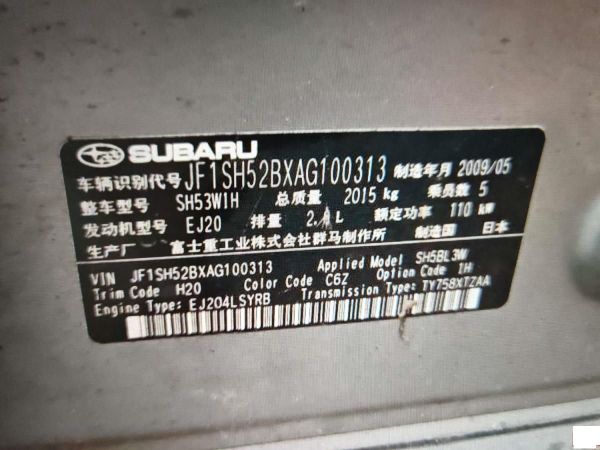 SUBARU
车辆识别代号 JF1SH52BXAG100313 制造年月 2009/05
整车型号 SH53W1H 总质量 2015 kg 乘员数 5
发动机型号 EJ20 排量 L 额定功率 110 kW
生产厂 富士重工业株式会社群马制作所 制造国 日本
VIN JF1SH52BXAG100313 Applied Model SH5BL3W
Trim Code H20 Color Code C6Z Option Code 1H
Engine Type: EJ204LSYRB Transmission Type: TY758XTZAA